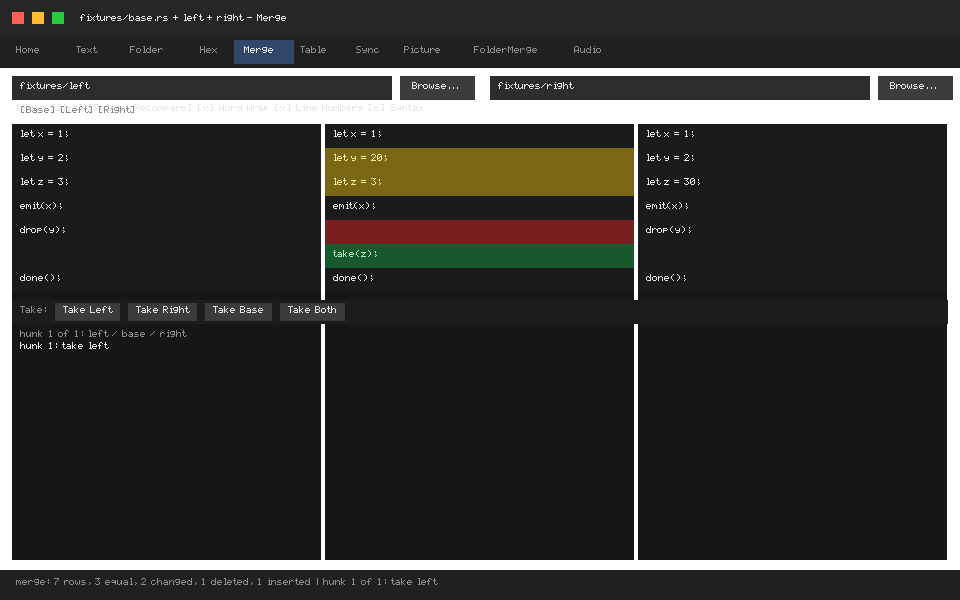 fixtures/base.rs + left + right - Merge
Home Text Folder Hex Merge Table Sync Picture FolderMerge Audio
fixtures/left Browse... fixtures/right Browse...
Recompare] [x] Word Wrap [x] Line Numbers [x] Syntax
[Base] [Left] [Right]
let x = 1; let x = 1; let x = 1;
let y = 2; let y = 20; let y = 2;
let z = 3; let z = 3; let z = 30;
emit(x); emit(x); emit(x);
drop(y); drop(y);
take(z);
done(); done(); done();
Take: Take Left Take Right Take Base Take Both
hunk 1 of 1: left / base / right
hunk 1: take left
merge: 7 rows, 3 equal, 2 changed, 1 deleted, 1 inserted | hunk 1 of 1: take left